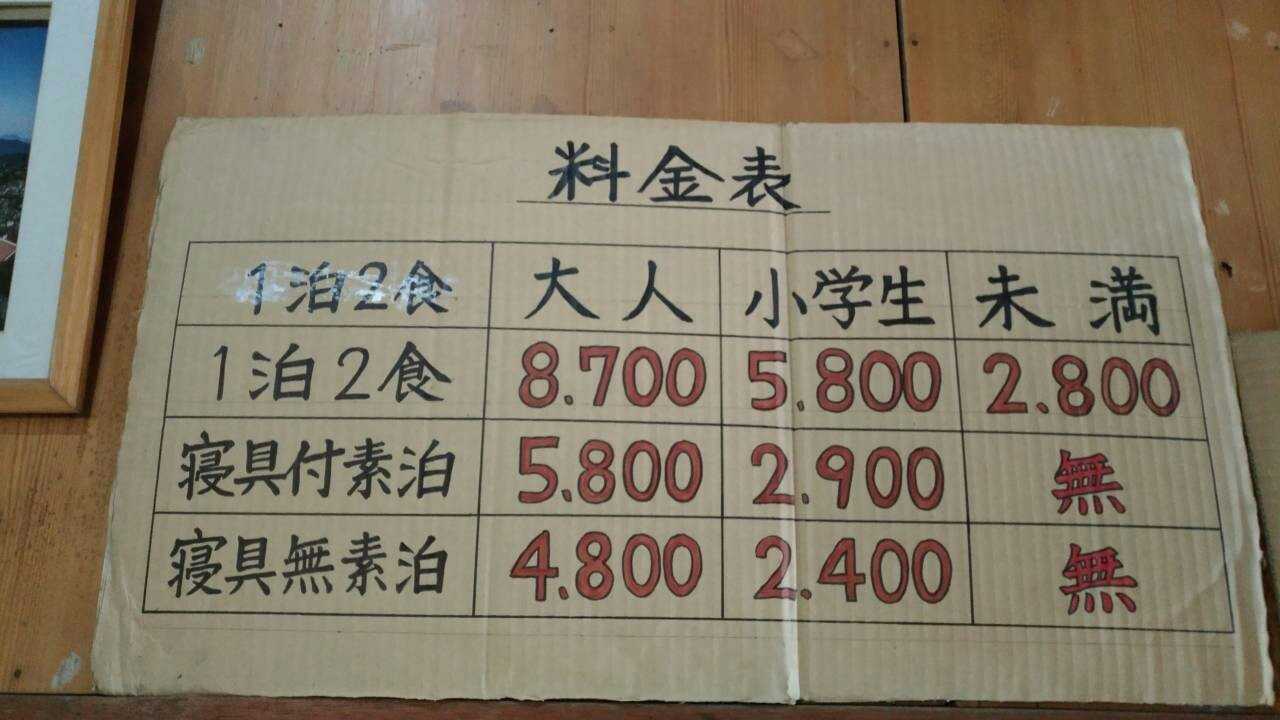 料金表
1泊2食 大人 小学生 未満
1泊2食 8.700 5.800 2.800
寝具付素泊 5.800 2.900 無
寝具無素泊 4.800 2.400 無